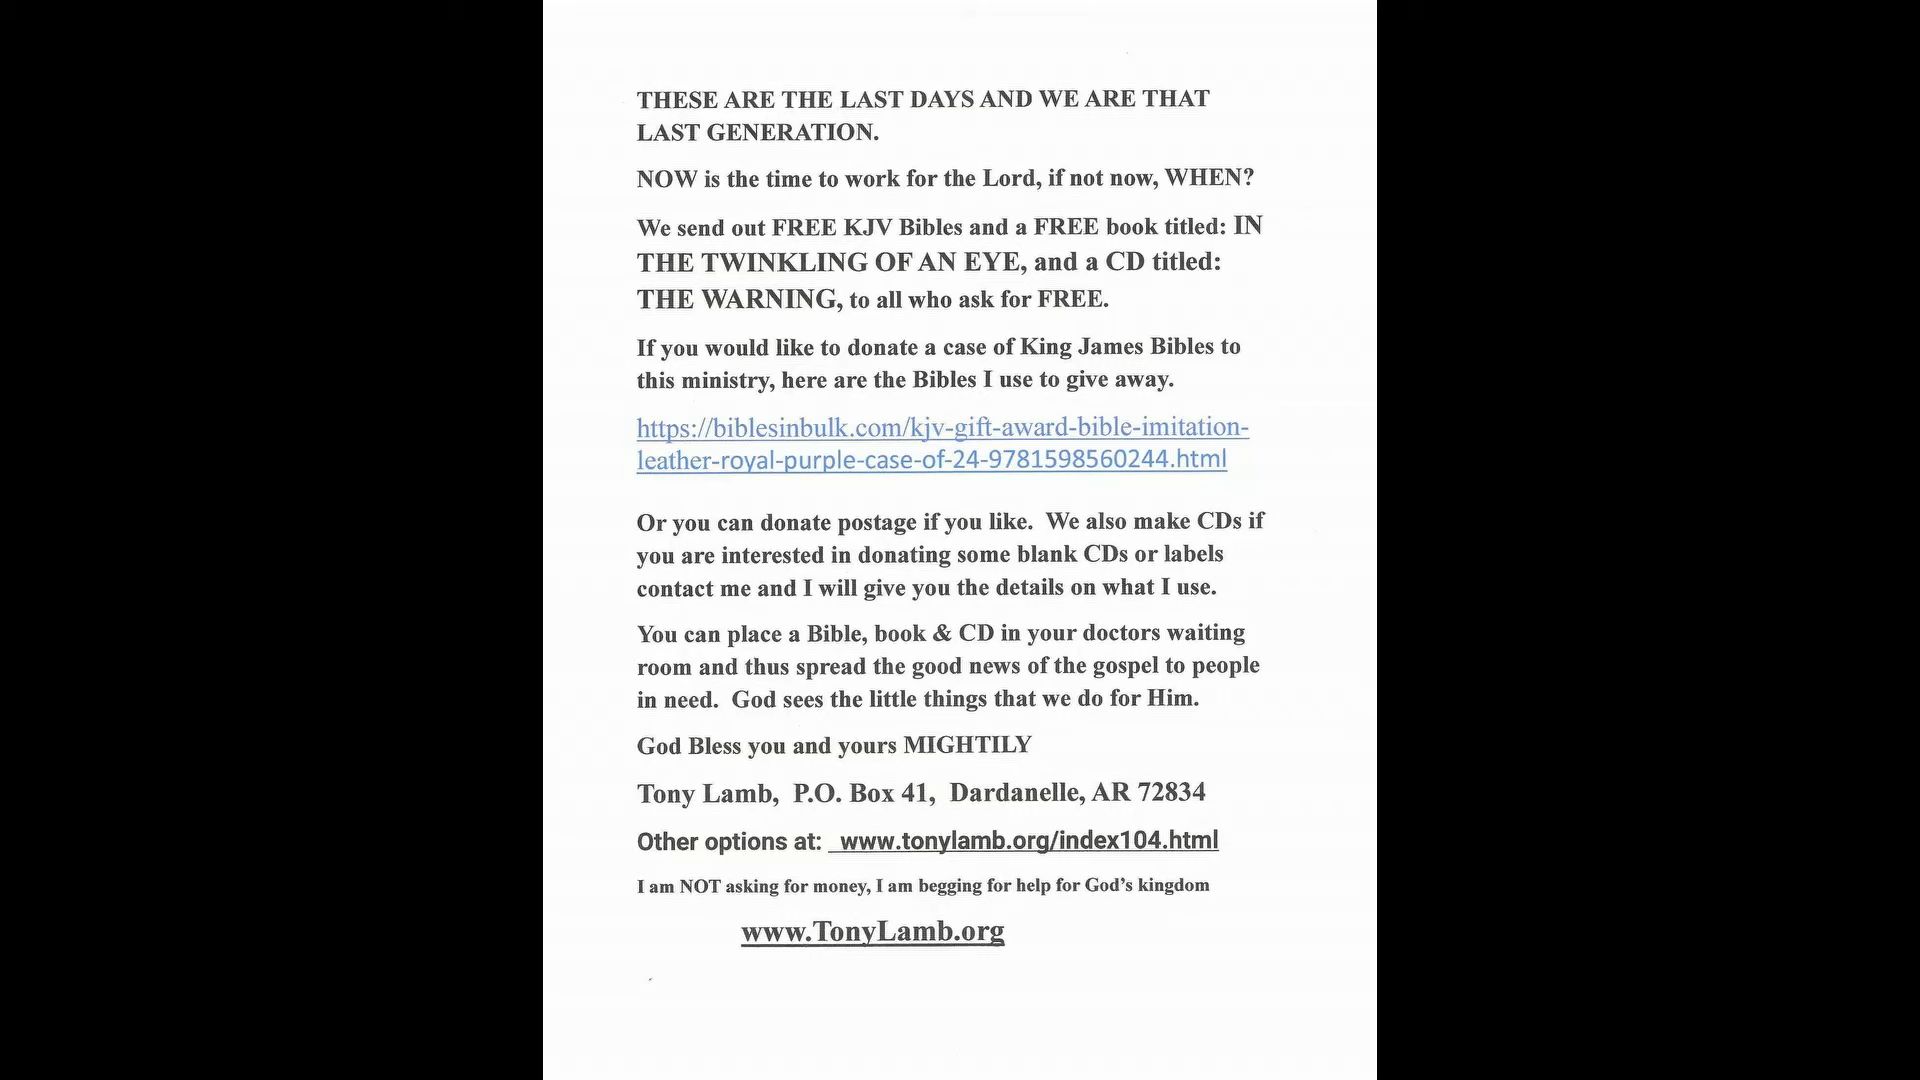 THESE ARE THE LAST DAYS AND WE ARE THAT
LAST GENERATION.
NOW is the time to work for the Lord, if not now, WHEN?
We send out FREE KJV Bibles and a FREE book titled: IN
THE TWINKLING OF AN EYE, and a CD titled:
THE WARNING, to all who ask for FREE.
If you would like to donate a case of King James Bibles to
this ministry, here are the Bibles I use to give away.
https://biblesinbulk.com/kjv-gift-award-bible-imitation-
leather-royal-purple-case-of-24-9781598560244.html
Or you can donate postage if you like.  We also make CDs if
you are interested in donating some blank CDs or labels
contact me and I will give you the details on what I use.
You can place a Bible, book & CD in your doctors waiting
room and thus spread the good news of the gospel to people
in need.  God sees the little things that we do for Him.
God Bless you and yours MIGHTILY
Tony Lamb,  P.O. Box 41,  Dardanelle, AR 72834
Other options at:  www.tonylamb.org/index104.html
I am NOT asking for money, I am begging for help for God’s kingdom
www.TonyLamb.org